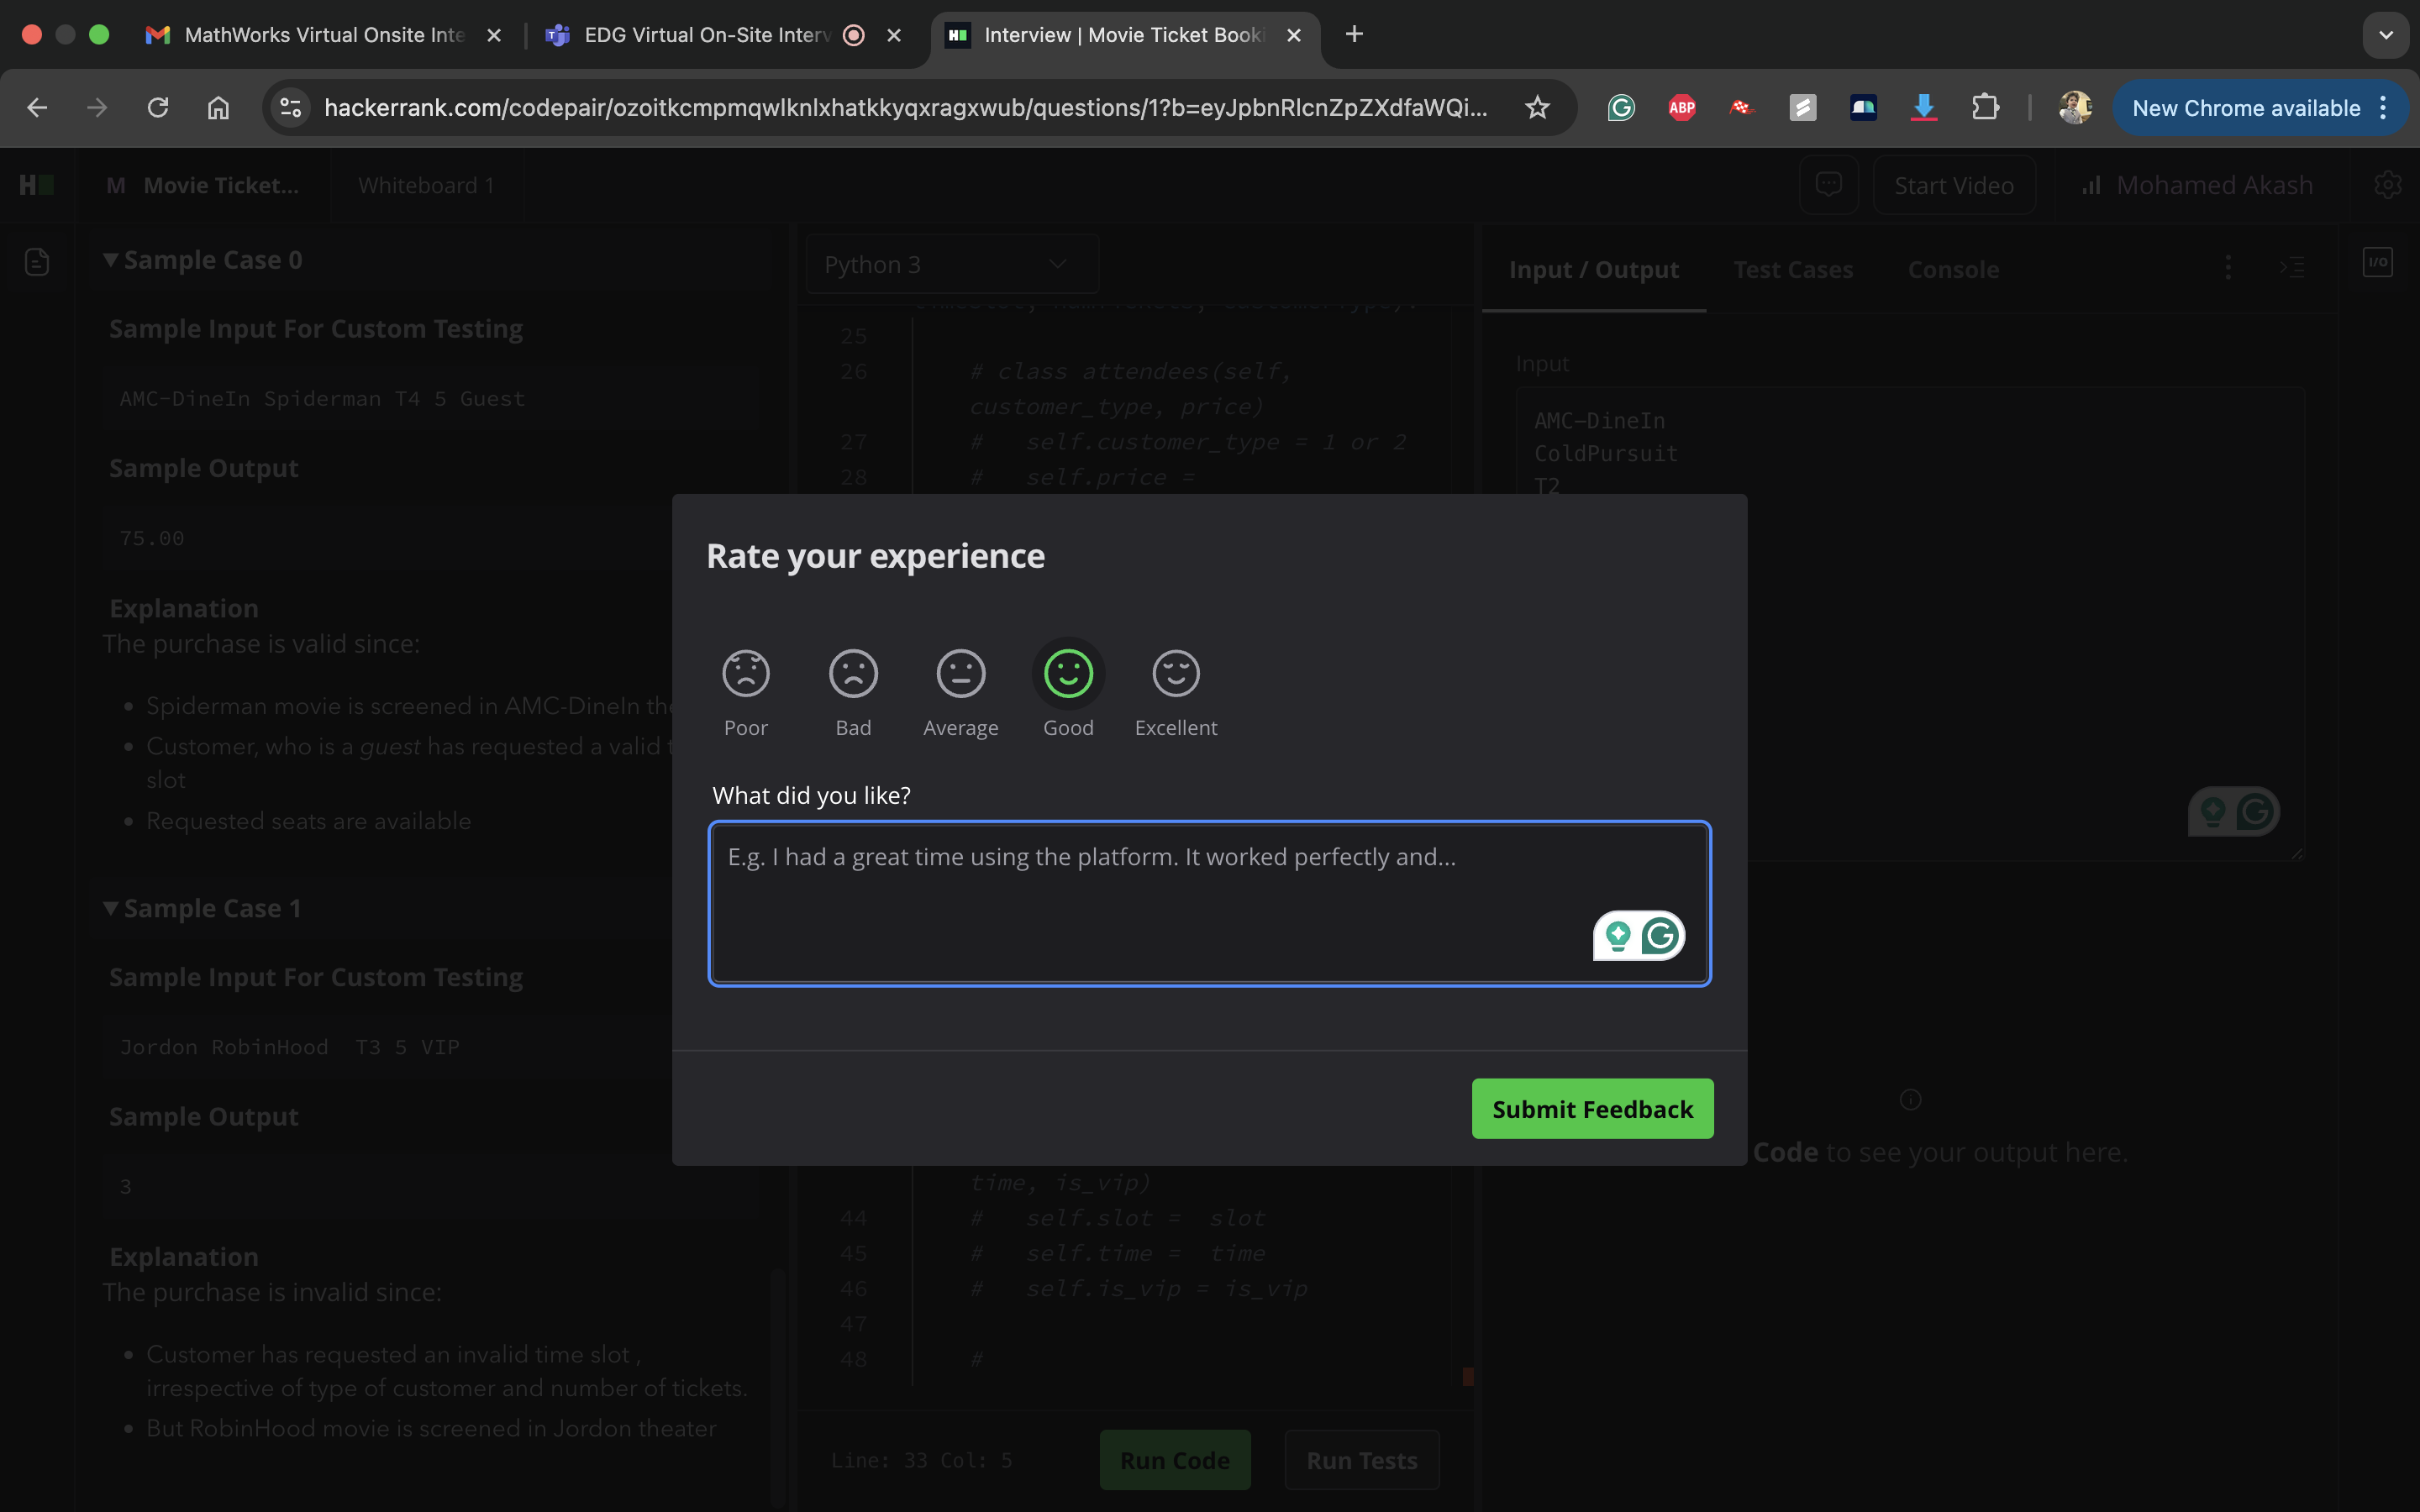 MathWorks Virtual Onsite Inte
EDG Virtual On-Site Interv
Interview | Movie Ticket Booki
hackerrank.com/codepair/ozoitkcmpmqwlknlxhatkkyqxragxwub/questions/1?b=eyJpbnRlcnZpZXdfaWQi...
ABP
New Chrome available
M Movie Ticket...
Whiteboard 1
Start Video
Mohamed Akash
Sample Case 0
Sample Input For Custom Testing
AMC-DineIn Spiderman T4 5 Guest
Sample Output
75.00
Explanation
The purchase is valid since:
Spiderman movie is screened in AMC-DineIn the
Customer, who is a guest has requested a valid t
slot
Requested seats are available
Sample Case 1
Sample Input For Custom Testing
Jordon RobinHood  T3 5 VIP
Sample Output
3
Explanation
The purchase is invalid since:
Customer has requested an invalid time slot ,
irrespective of type of customer and number of tickets.
But RobinHood movie is screened in Jordon theater
Python 3
25
26 # class attendees(self,
customer_type, price)
27 #   self.customer_type = 1 or 2
28 #   self.price =
time, is_vip)
44 #   self.slot =  slot
45 #   self.time =  time
46 #   self.is_vip = is_vip
47
48 #
Line: 33 Col: 5
Run Code
Run Tests
Input / Output
Test Cases
Console
I/O
Input
AMC-DineIn
ColdPursuit
T2
Code to see your output here.
Rate your experience
Poor
Bad
Average
Good
Excellent
What did you like?
E.g. I had a great time using the platform. It worked perfectly and...
Submit Feedback